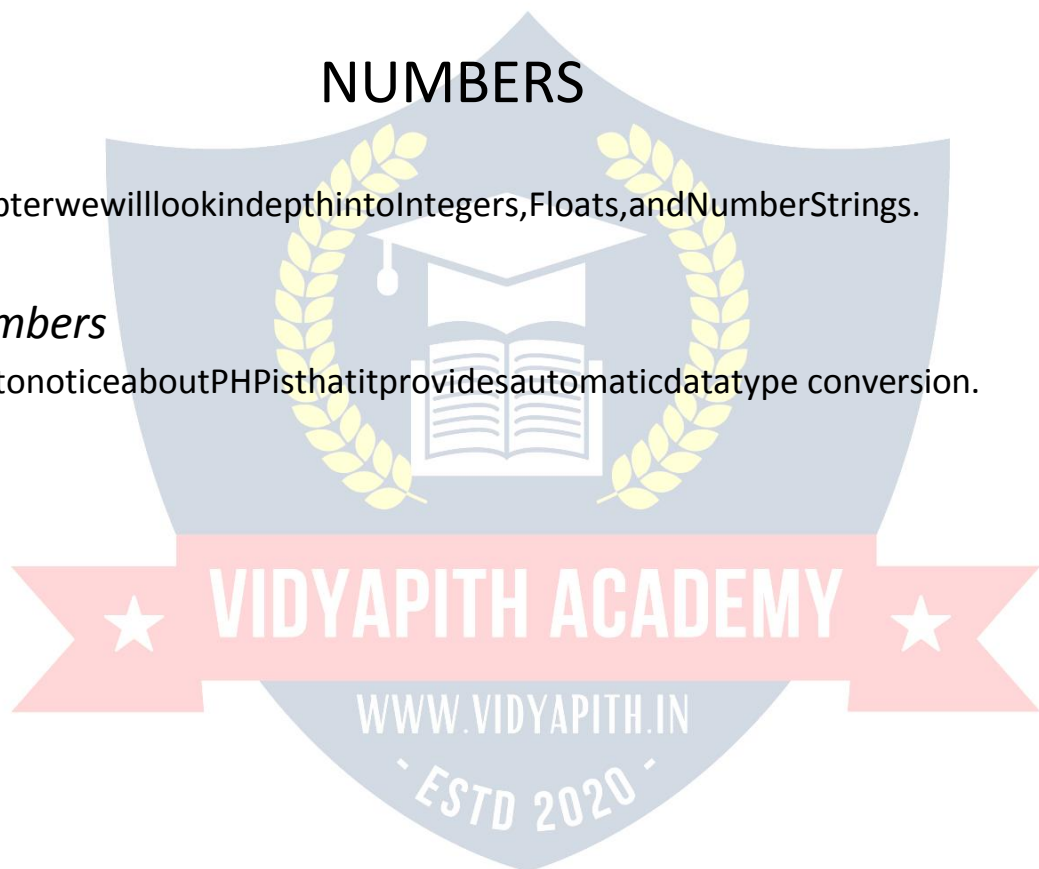 NUMBERS
pterwewilllookindepthintoIntegers,Floats,andNumberStrings.
mbers
tonoticeaboutPHPisthatitprovidesautomaticdatatype conversion.
VIDYAPITH ACADEMY
WWW.VIDYAPITH.IN
- ESTD 2020 -